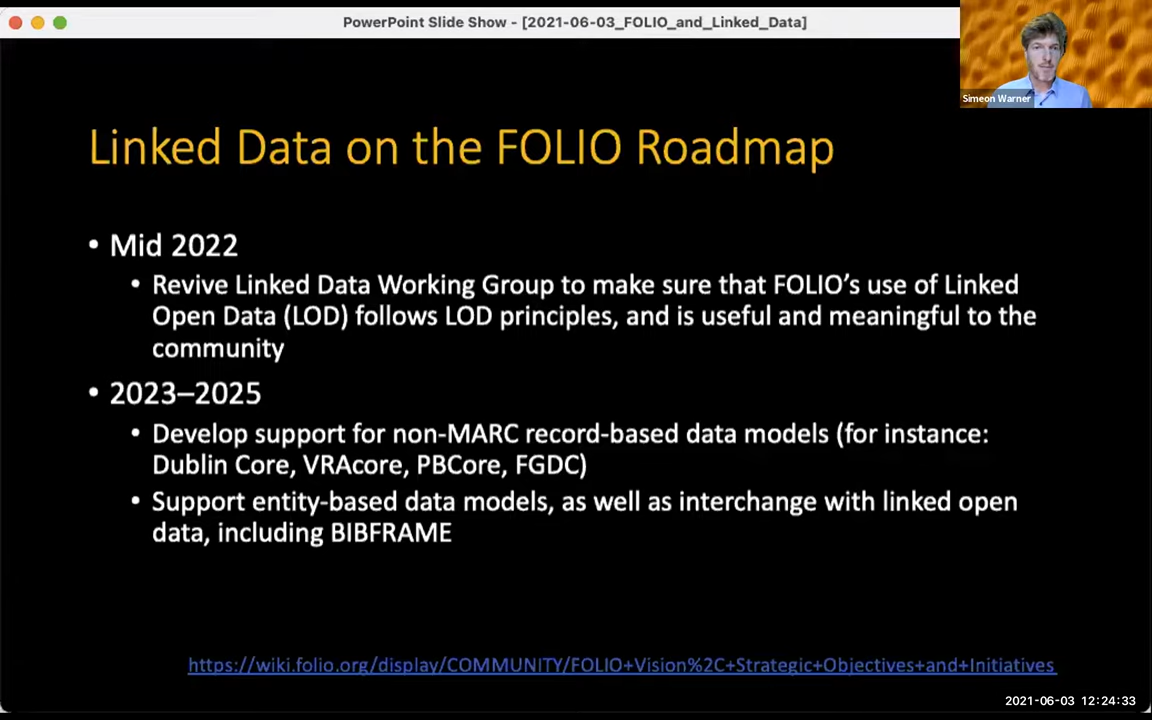 PowerPoint Slide Show - [2021-06-03_FOLIO_and_Linked_Data]
Simeon Warner
Linked Data on the FOLIO Roadmap
• Mid 2022
• Revive Linked Data Working Group to make sure that FOLIO’s use of Linked
Open Data (LOD) follows LOD principles, and is useful and meaningful to the
community
• 2023–2025
• Develop support for non-MARC record-based data models (for instance:
Dublin Core, VRAcore, PBCore, FGDC)
• Support entity-based data models, as well as interchange with linked open
data, including BIBFRAME
https://wiki.folio.org/display/COMMUNITY/FOLIO+Vision%2C+Strategic+Objectives+and+Initiatives
2021-06-03 12:24:33